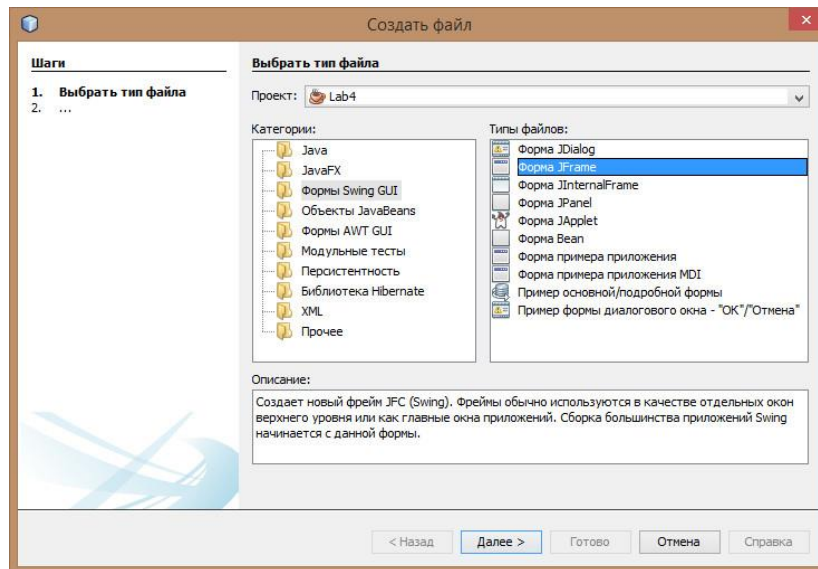 Создать файл
Шаги
1. Выбрать тип файла
2. ...
Выбрать тип файла
Проект: Lab4
Категории:
Java
JavaFX
Формы Swing GUI
Объекты JavaBeans
Формы AWT GUI
Модульные тесты
Персистентность
Библиотека Hibernate
XML
Прочее
Типы файлов:
Форма JDialog
Форма JFrame
Форма JInternalFrame
Форма JPanel
Форма JApplet
Форма Bean
Форма примера приложения
Форма примера приложения MDI
Пример основной/подробной формы
Пример формы диалогового окна - "ОК"/"Отмена"
Описание:
Создает новый фрейм JFC (Swing). Фреймы обычно используются в качестве отдельных окон
верхнего уровня или как главные окна приложений. Сборка большинства приложений Swing
начинается с данной формы.
< Назад
Далее >
Готово
Отмена
Справка